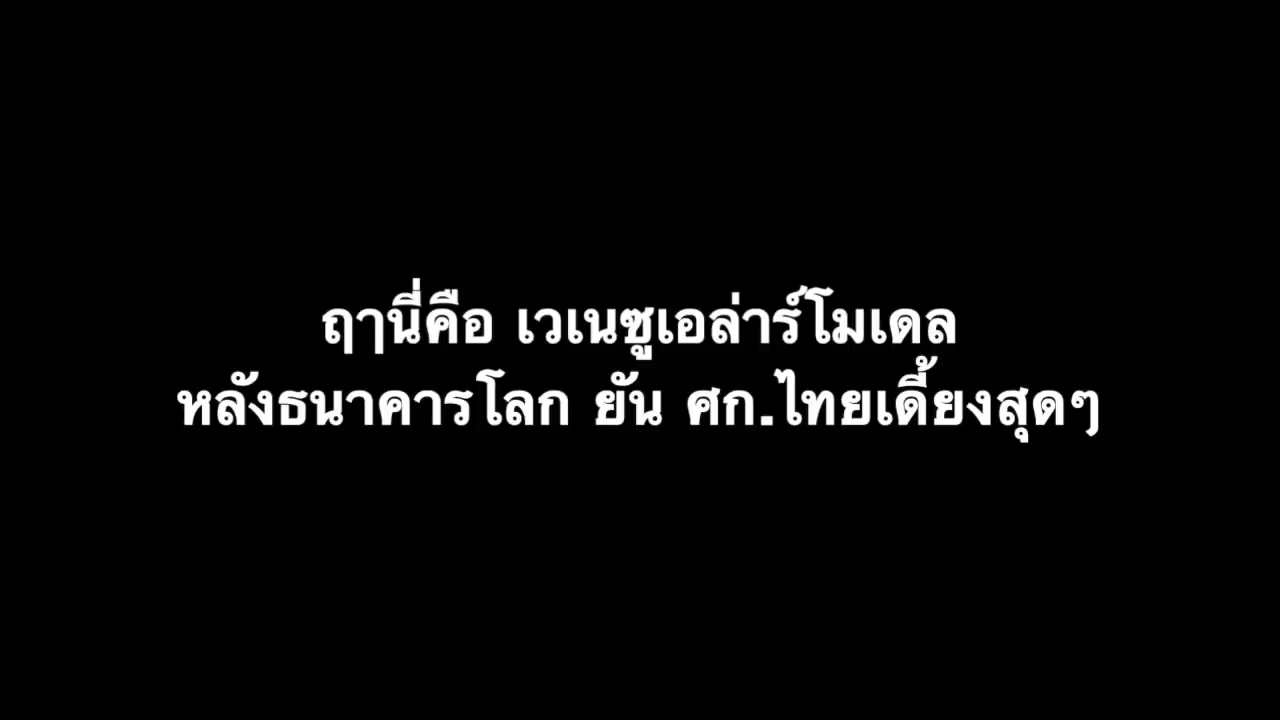 ฤๅนี่คือ เวเนซูเอล่าร์โมเดล
หลังธนาคารโลก ยัน ศก.ไทยเดี้ยงสุดๆ